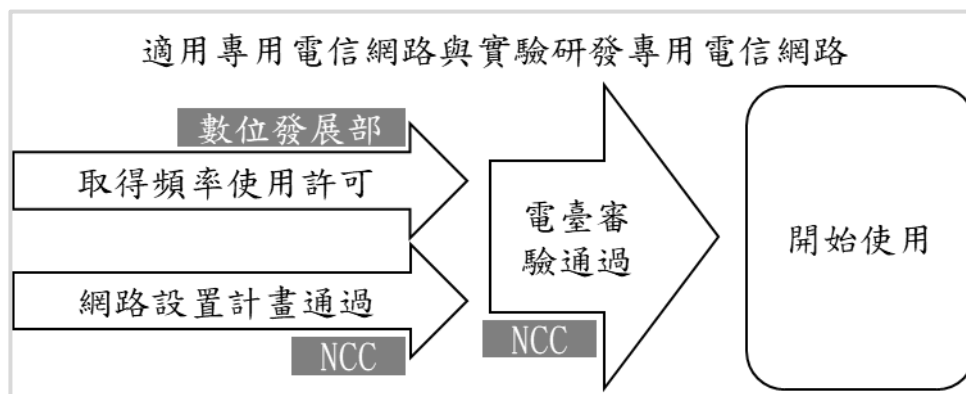 適用專用電信網路與實驗研發專用電信網路
數位發展部
取得頻率使用許可
網路設置計畫通過
NCC
電臺審
驗通過
NCC
開始使用